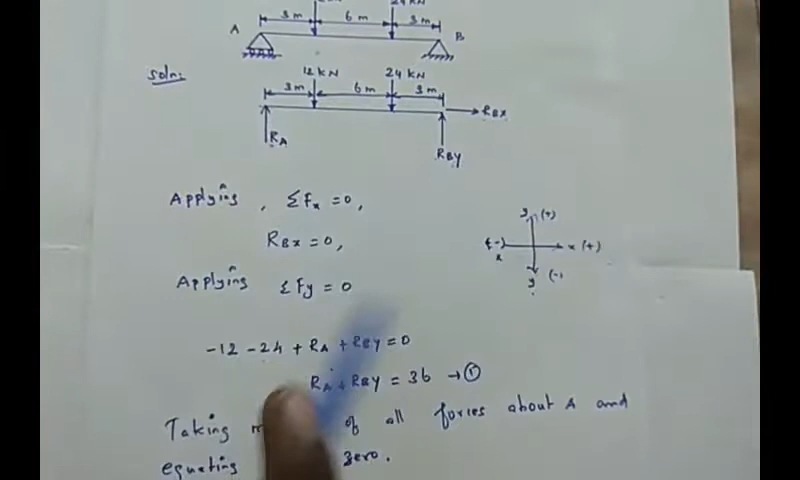 24 KN
3 m 6 m 3 m
A B
Soln:
12 KN 24 KN
3 m 6 m 3 m
RBX
RA
RBY
Applying, ΣFx = 0,
y (+)
(-) x x (+)
RBX = 0,
y (-)
Applying ΣFy = 0
-12 -24 + RA + RBY = 0
RA + RBY = 36 → ①
Taking of all forces about A and
equating zero.